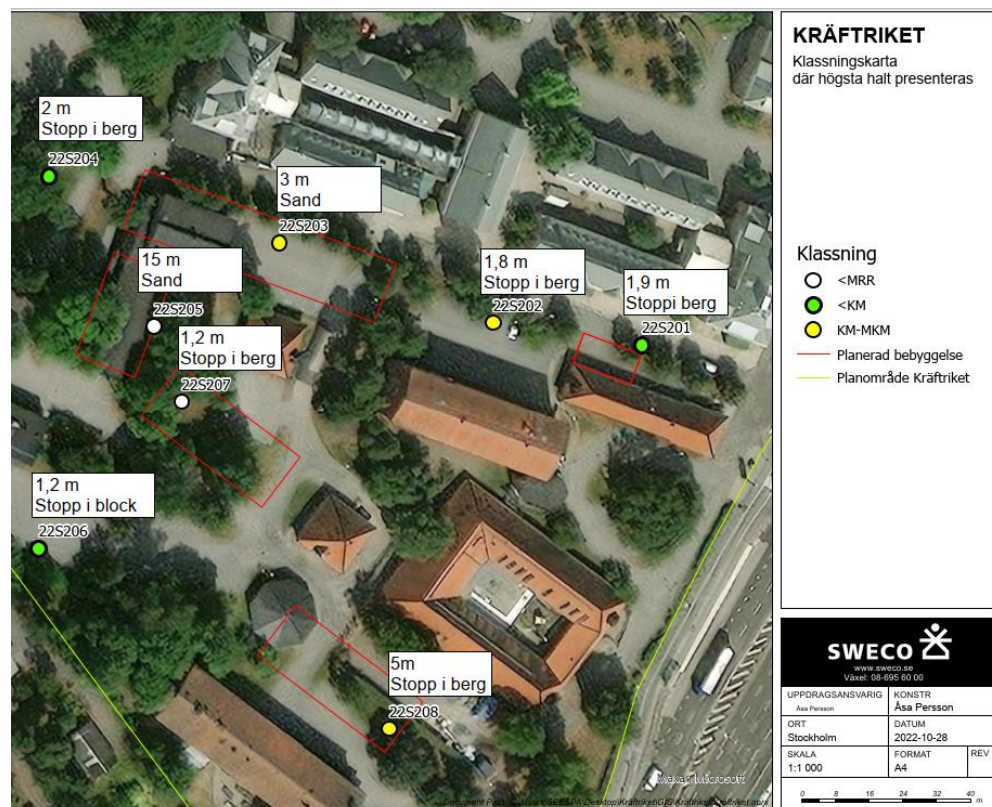 KRÄFTRIKET
Klassningskarta
där högsta halt presenteras
2 m
Stopp i berg
22S204
3 m
Sand
22S203
15 m
Sand
22S205
1,8 m
Stopp i berg
22S202
1,9 m
Stoppi berg
22S201
1,2 m
Stopp i berg
22S207
1,2 m
Stopp i block
22S206
5m
Stopp i berg
22S208
Klassning
<MRR
<KM
KM-MKM
Planerad bebyggelse
Planområde Kräftriket
SWECO
www.sweco.se
Växel: 08-695 60 00
UPPDRAGSANSVARIG
Åsa Persson
KONSTR
Åsa Persson
ORT
Stockholm
DATUM
2022-10-28
SKALA
1:1 000
FORMAT
A4
REV
0 8 16 24 32 40
m
Maxar, Microsoft